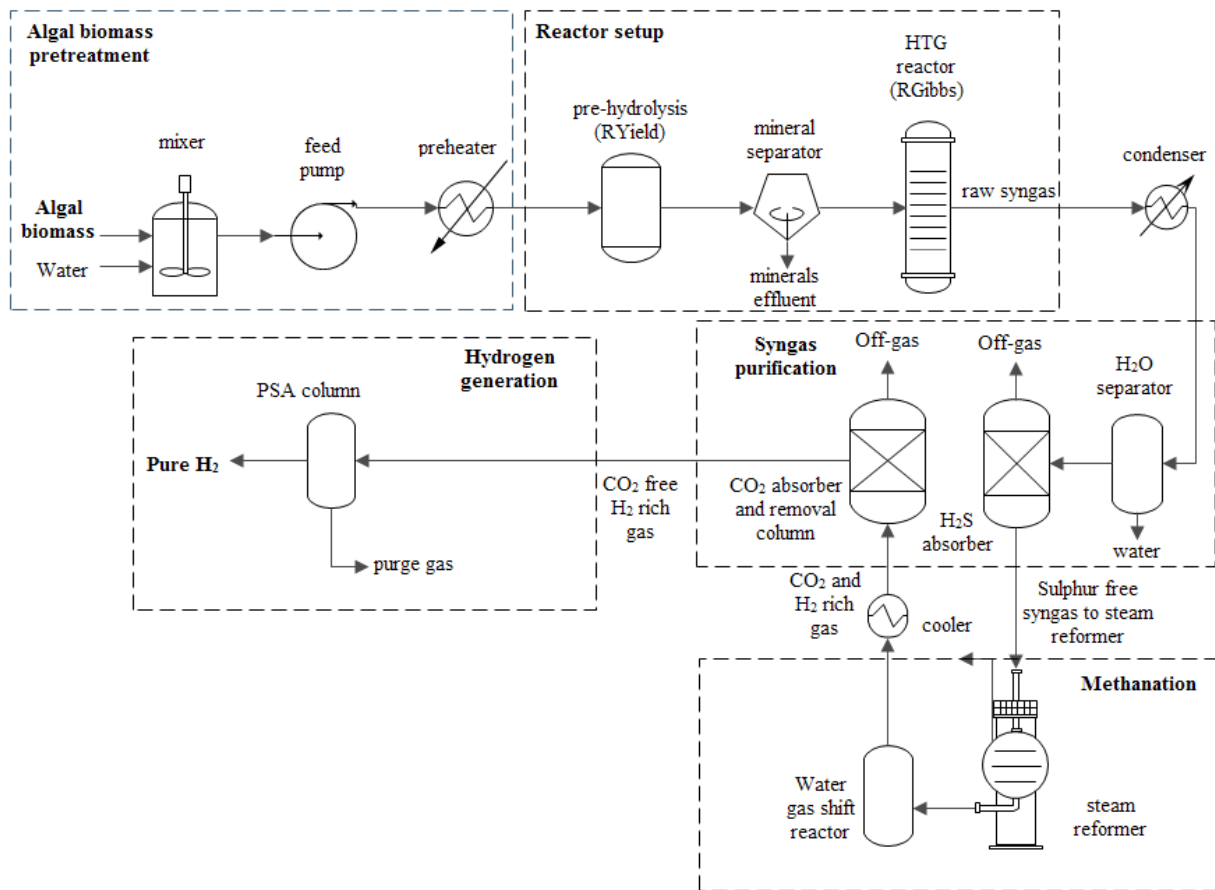 Algal biomass
pretreatment
mixer
feed
pump
preheater
Algal
biomass
Water
Reactor setup
pre-hydrolysis
(RYield)
mineral
separator
minerals
effluent
HTG
reactor
(RGibbs)
raw syngas
condenser
Hydrogen
generation
PSA column
Pure H₂
purge gas
CO₂ free
H₂ rich
gas
Syngas
purification
Off-gas
Off-gas
H₂O
separator
CO₂ absorber
and removal
column
H₂S
absorber
water
CO₂ and
H₂ rich
gas
cooler
Sulphur free
syngas to steam
reformer
Methanation
Water
gas shift
reactor
steam
reformer